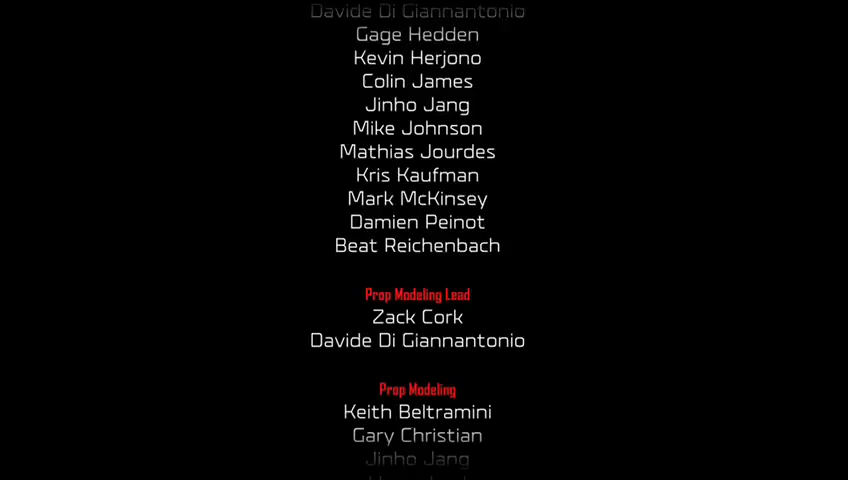 Davide Di Giannantonio
Gage Hedden
Kevin Herjono
Colin James
Jinho Jang
Mike Johnson
Mathias Jourdes
Kris Kaufman
Mark McKinsey
Damien Peinot
Beat Reichenbach
Prop Modeling Lead
Zack Cork
Davide Di Giannantonio
Prop Modeling
Keith Beltramini
Gary Christian
Jinho Jang